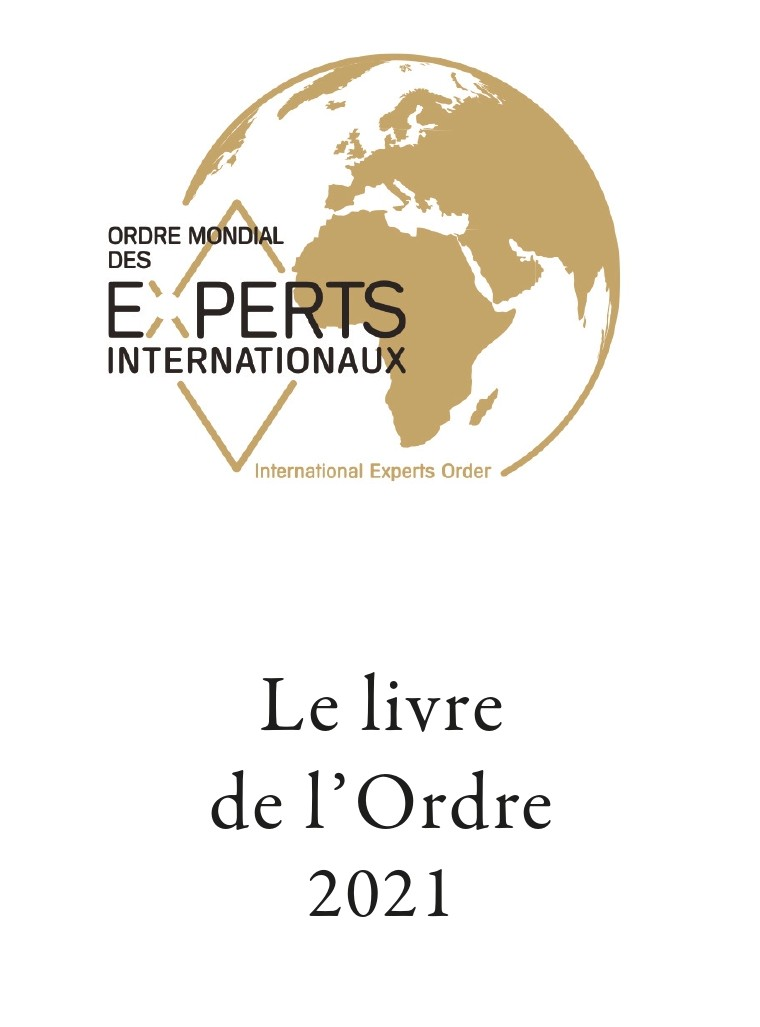 ORDRE MONDIAL
DES
EXPERTS
INTERNATIONAUX
International Experts Order
Le livre
de l’Ordre
2021